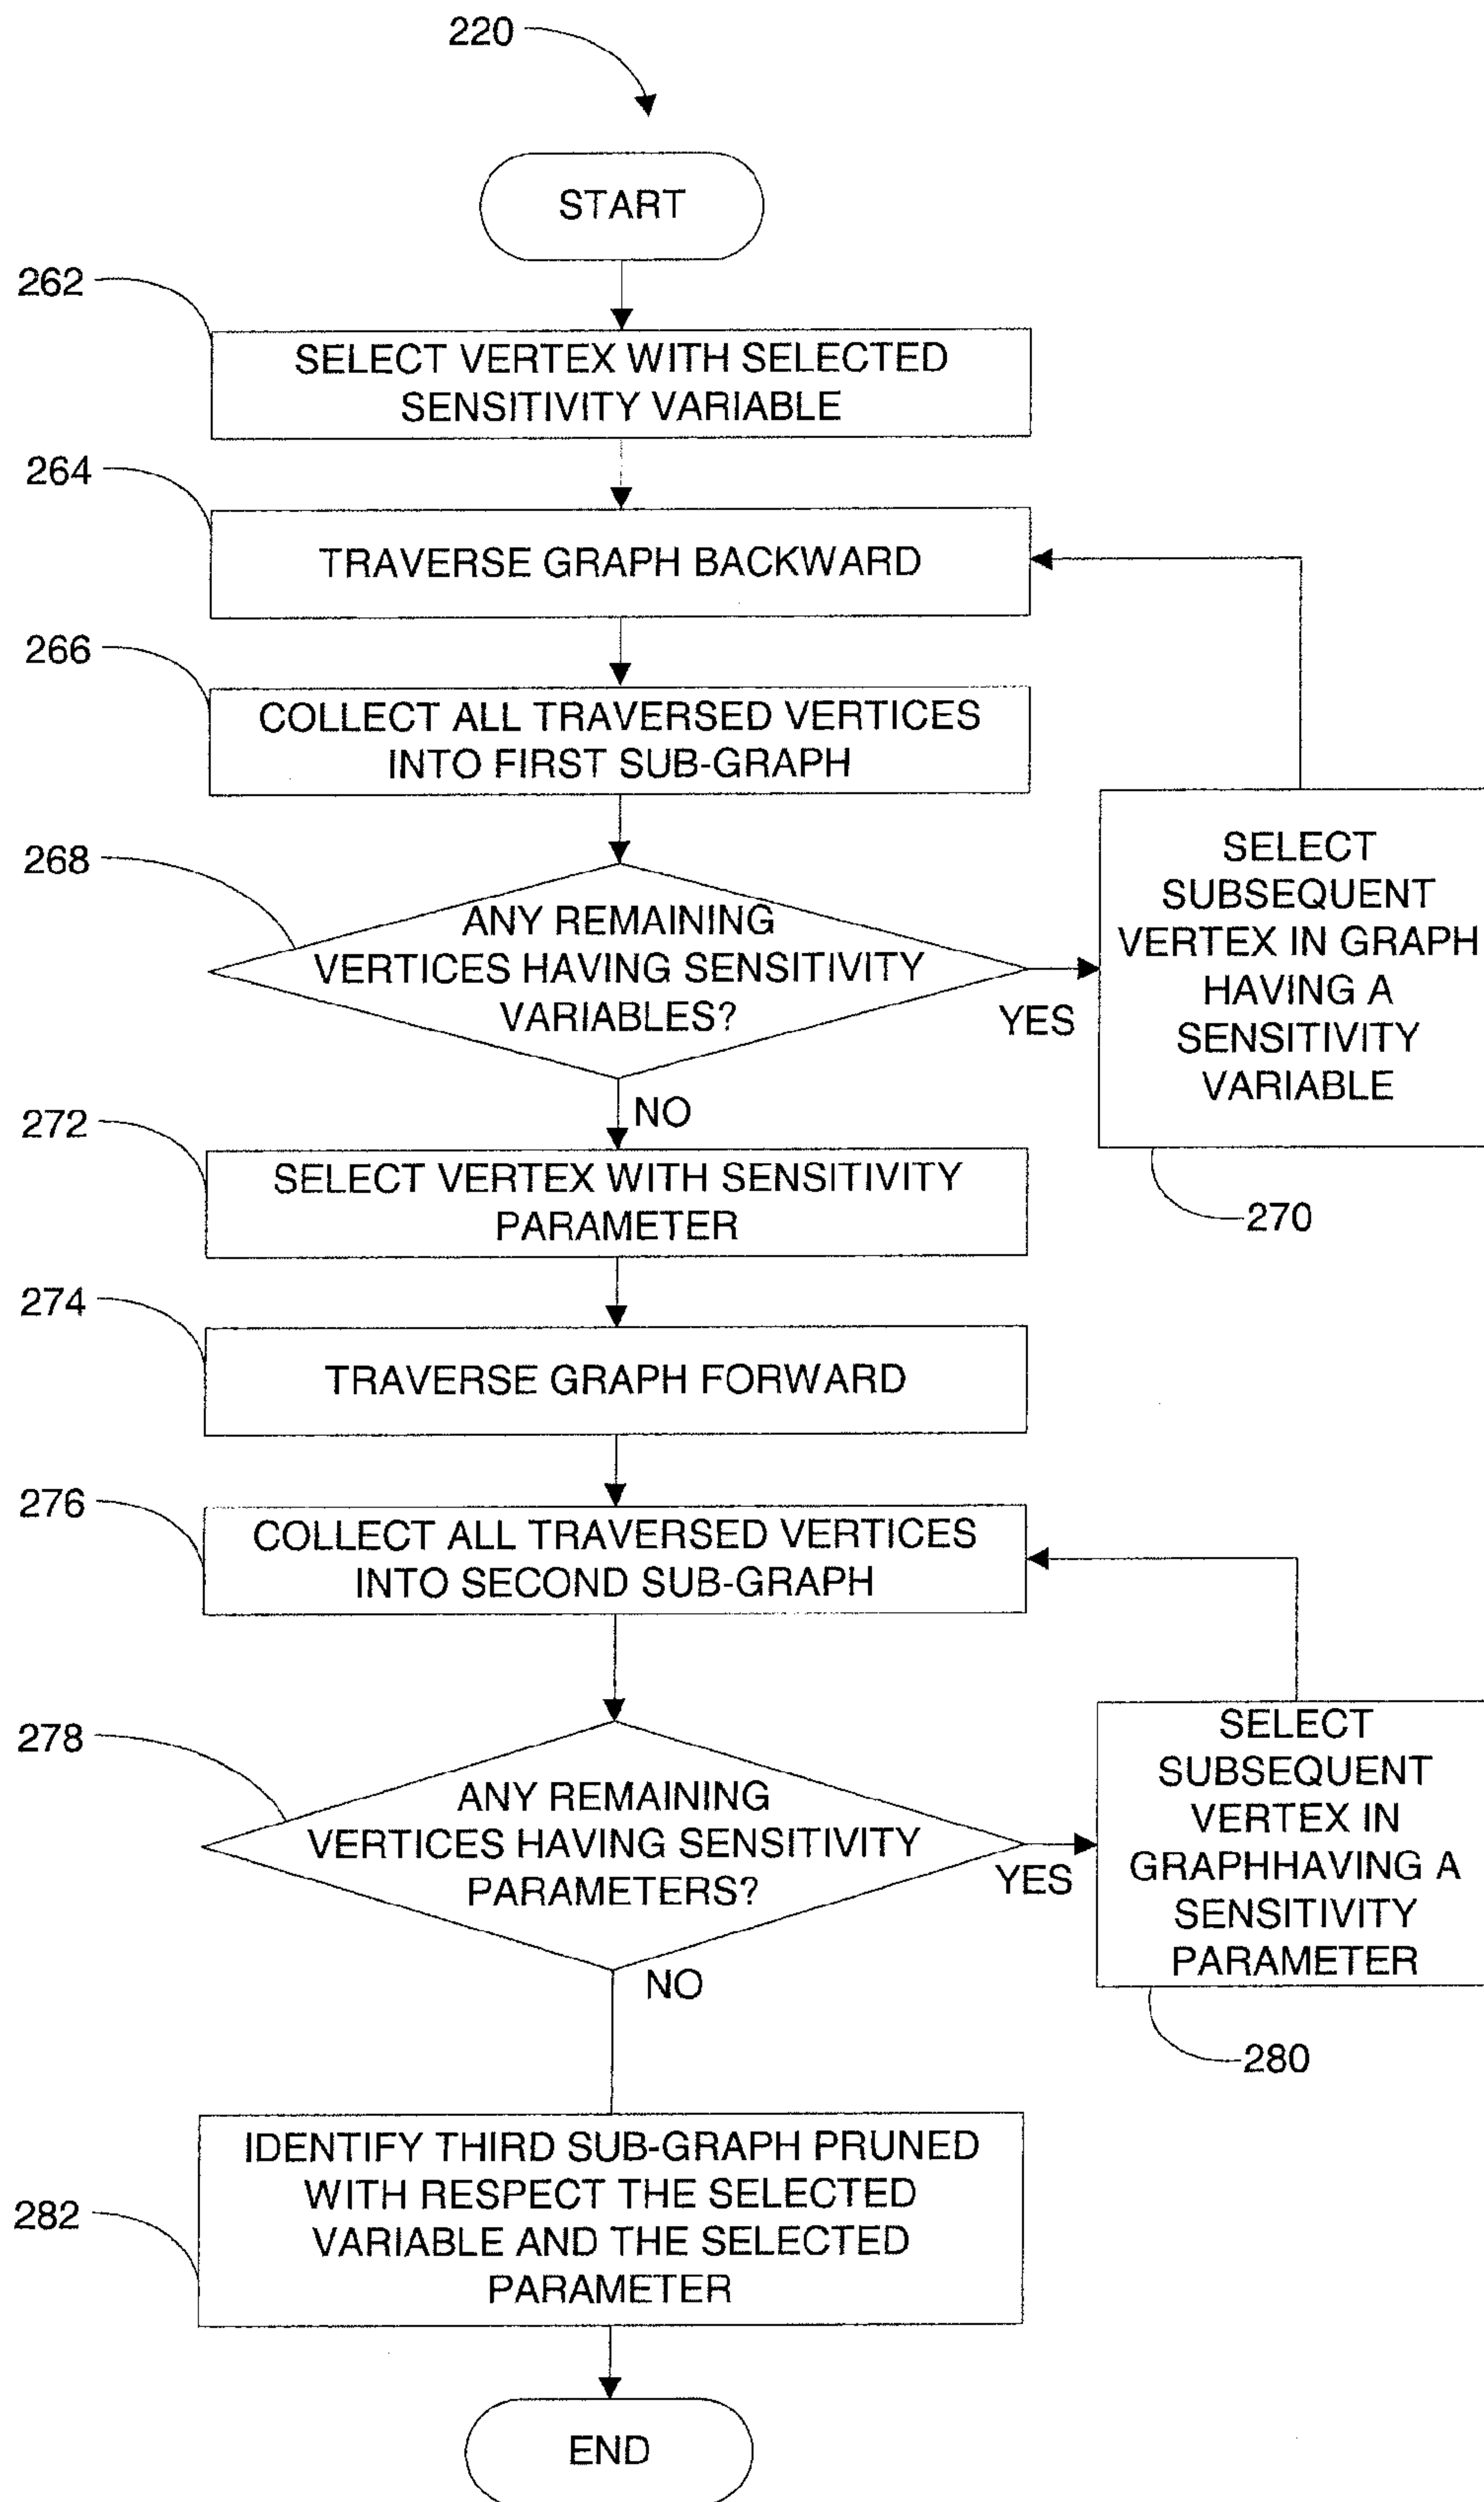 220
START
262
SELECT VERTEX WITH SELECTED
SENSITIVITY VARIABLE
264
TRAVERSE GRAPH BACKWARD
266
COLLECT ALL TRAVERSED VERTICES
INTO FIRST SUB-GRAPH
268
ANY REMAINING
VERTICES HAVING SENSITIVITY
VARIABLES?
YES
SELECT
SUBSEQUENT
VERTEX IN GRAPH
HAVING A
SENSITIVITY
VARIABLE
270
NO
272
SELECT VERTEX WITH SENSITIVITY
PARAMETER
274
TRAVERSE GRAPH FORWARD
276
COLLECT ALL TRAVERSED VERTICES
INTO SECOND SUB-GRAPH
278
ANY REMAINING
VERTICES HAVING SENSITIVITY
PARAMETERS?
YES
SELECT
SUBSEQUENT
VERTEX IN
GRAPHHAVING A
SENSITIVITY
PARAMETER
280
NO
282
IDENTIFY THIRD SUB-GRAPH PRUNED
WITH RESPECT THE SELECTED
VARIABLE AND THE SELECTED
PARAMETER
END